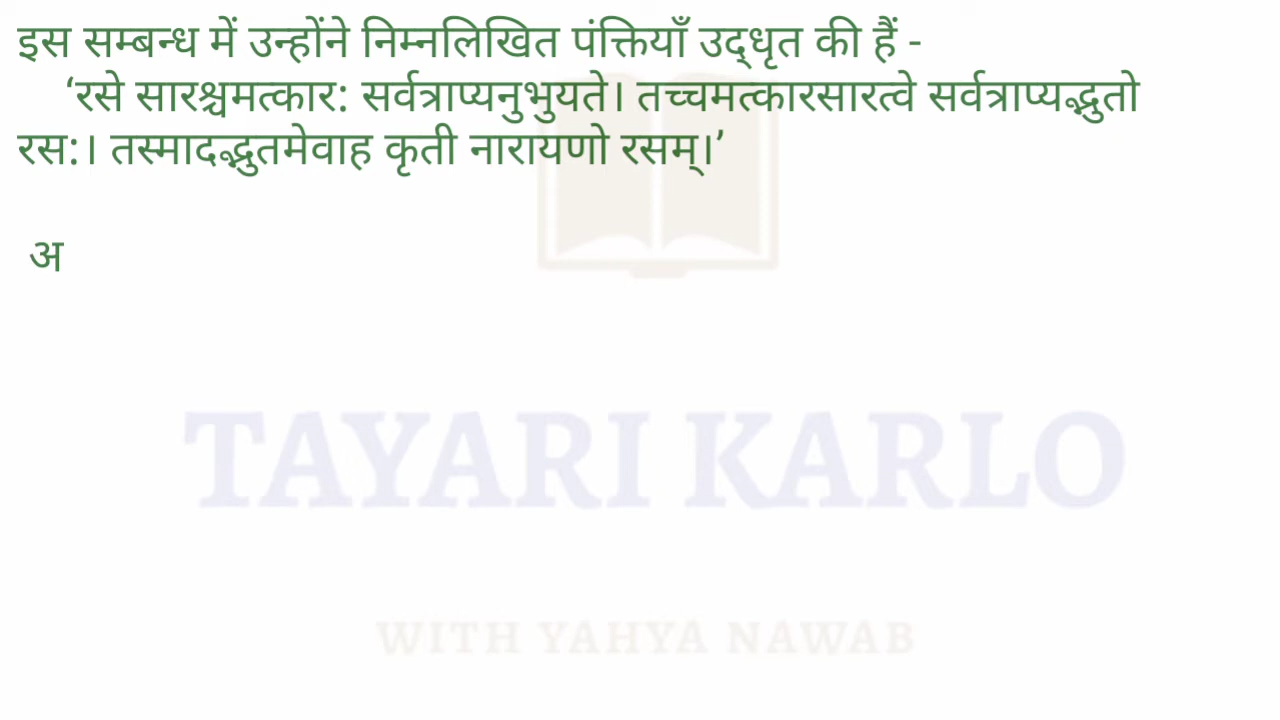 इस सम्बन्ध में उन्होंने निम्नलिखित पंक्तियाँ उद्धृत की हैं -
‘रसे सारश्चमत्कार: सर्वत्राप्यनुभुयते। तच्चमत्कारसारत्वे सर्वत्राप्यद्भुतो
रस:। तस्मादद्भुतमेवाह कृती नारायणो रसम्।’
अ
TAYARI KARLO
WITH YAHYA NAWAB